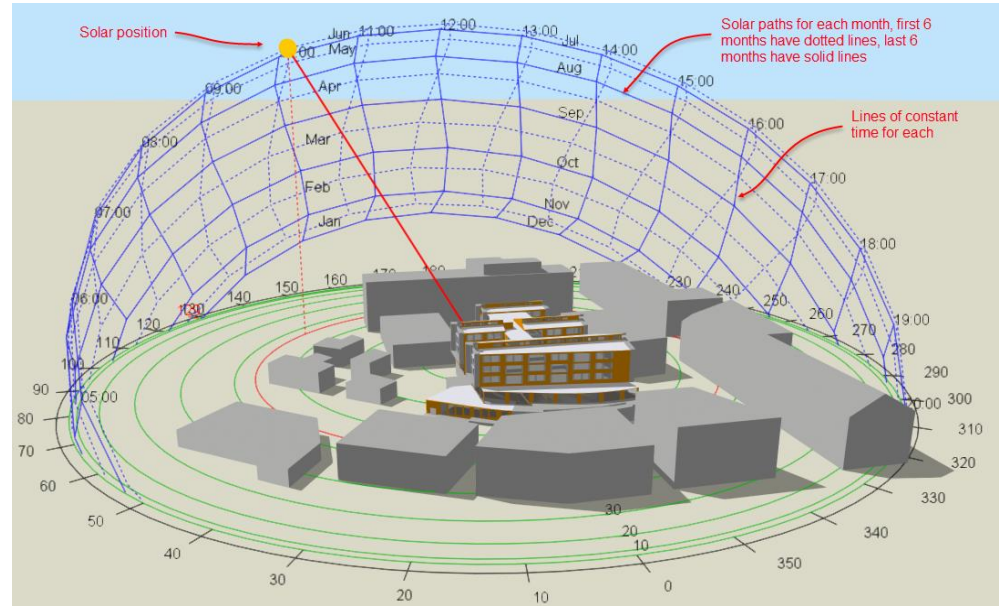 Solar position
Solar paths for each month, first 6
months have dotted lines, last 6
months have solid lines
Lines of constant
time for each
Jun
May
Apr
Mar
Feb
Jan
Jul
Aug
Sep
Oct
Nov
Dec
05:00
06:00
07:00
08:00
09:00
11:00
12:00
13:00
14:00
15:00
16:00
17:00
18:00
19:00
160
150
140
130
120
110
100
90
80
70
60
50
40
30
20
10
0
350
340
330
320
310
300
290
280
270
260
250
240
230
30
20
10